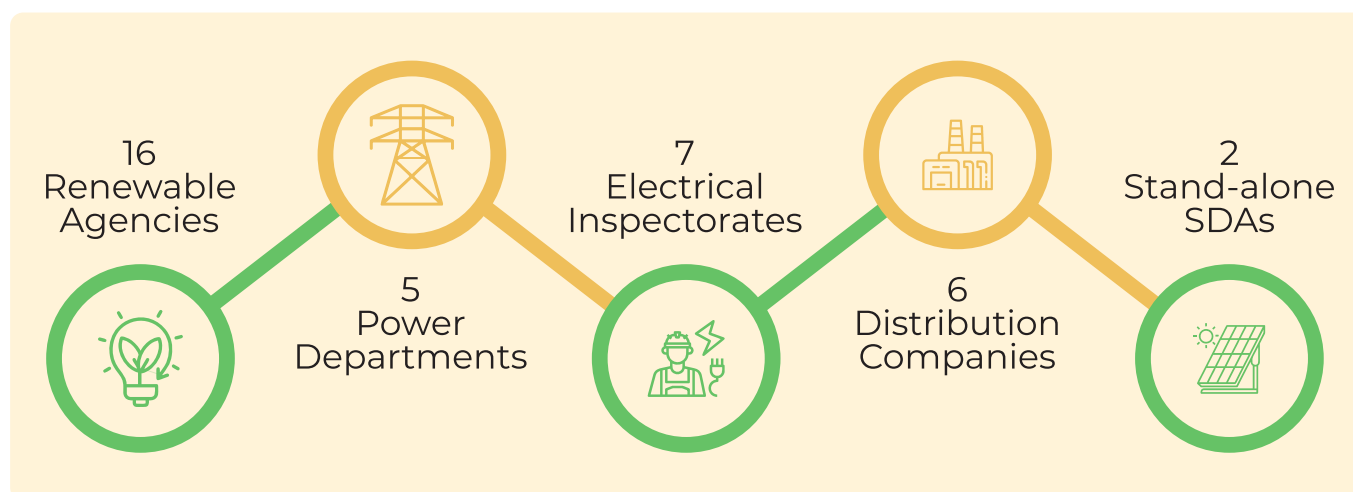 16
Renewable
Agencies
5
Power
Departments
7
Electrical
Inspectorates
6
Distribution
Companies
2
Stand-alone
SDAs